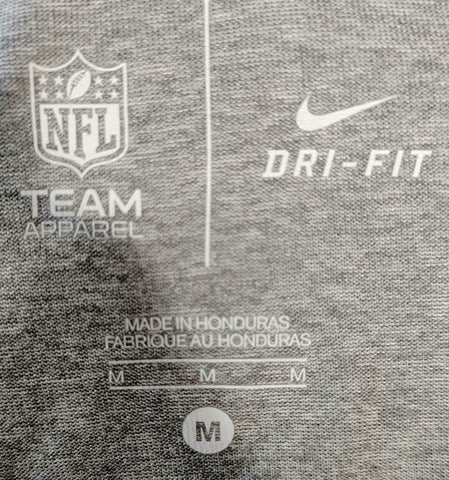 NFL
TEAM
APPAREL
DRI-FIT
MADE IN HONDURAS
FABRIQUE AU HONDURAS
M M M
M